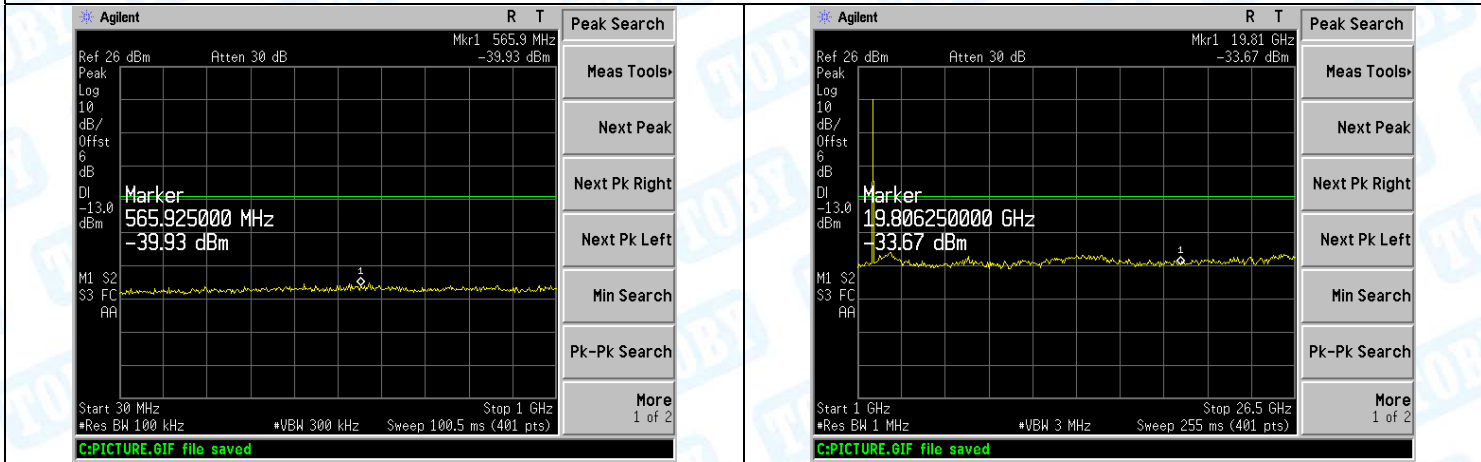 Agilent R T
Mkr1 565.9 MHz
Ref 26 dBm Atten 30 dB -39.93 dBm
Peak
Log
10
dB/
Offst
6
dB
DI
-13.0
dBm
Marker
565.925000 MHz
-39.93 dBm
1
M1 S2
S3 FC
AA
Start 30 MHz Stop 1 GHz
#Res BW 100 kHz #VBW 300 kHz Sweep 100.5 ms (401 pts)
C:PICTURE.GIF file saved
Peak Search
Meas Tools
Next Peak
Next Pk Right
Next Pk Left
Min Search
Pk-Pk Search
More
1 of 2
Agilent R T
Mkr1 19.81 GHz
Ref 26 dBm Atten 30 dB -33.67 dBm
Peak
Log
10
dB/
Offst
6
dB
DI
-13.0
dBm
Marker
19.806250000 GHz
-33.67 dBm
1
M1 S2
S3 FC
AA
Start 1 GHz Stop 26.5 GHz
#Res BW 1 MHz #VBW 3 MHz Sweep 255 ms (401 pts)
C:PICTURE.GIF file saved
Peak Search
Meas Tools
Next Peak
Next Pk Right
Next Pk Left
Min Search
Pk-Pk Search
More
1 of 2
TOBY